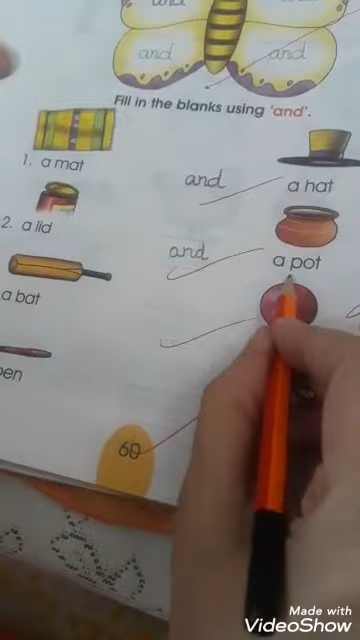 and
and and
Fill in the blanks using 'and'.
1. a mat and a hat
2. a lid and a pot
a bat
pen
60
Made with
VideoShow